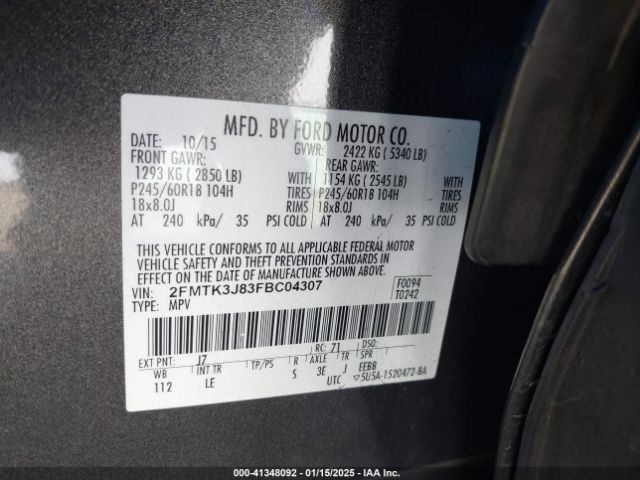 MFD. BY FORD MOTOR CO.
DATE: 10/15 GVWR: 2422 KG ( 5340 LB)
FRONT GAWR: REAR GAWR:
1293 KG ( 2850 LB) 1154 KG ( 2545 LB)
P245/60R18 104H TIRES P245/60R18 104H TIRES
18x8.0J RIMS 18x8.0J RIMS
AT 240 kPa/ 35 PSI COLD AT 240 kPa/ 35 PSI COLD
THIS VEHICLE CONFORMS TO ALL APPLICABLE FEDERAL MOTOR
VEHICLE SAFETY AND THEFT PREVENTION STANDARDS IN
EFFECT ON THE DATE OF MANUFACTURE SHOWN ABOVE.
VIN: 2FMTK3J83FBC04307 F0094
TYPE: MPV T0242
EXT PNT: J7 RC: 71 DSO:
WB INT TR TP/PS R AXLE TR SPR
112 LE S 3E J EEBB
UTC ▽5U5A-1520472-BA
000-41348092 01/15/2025 IAA Inc.